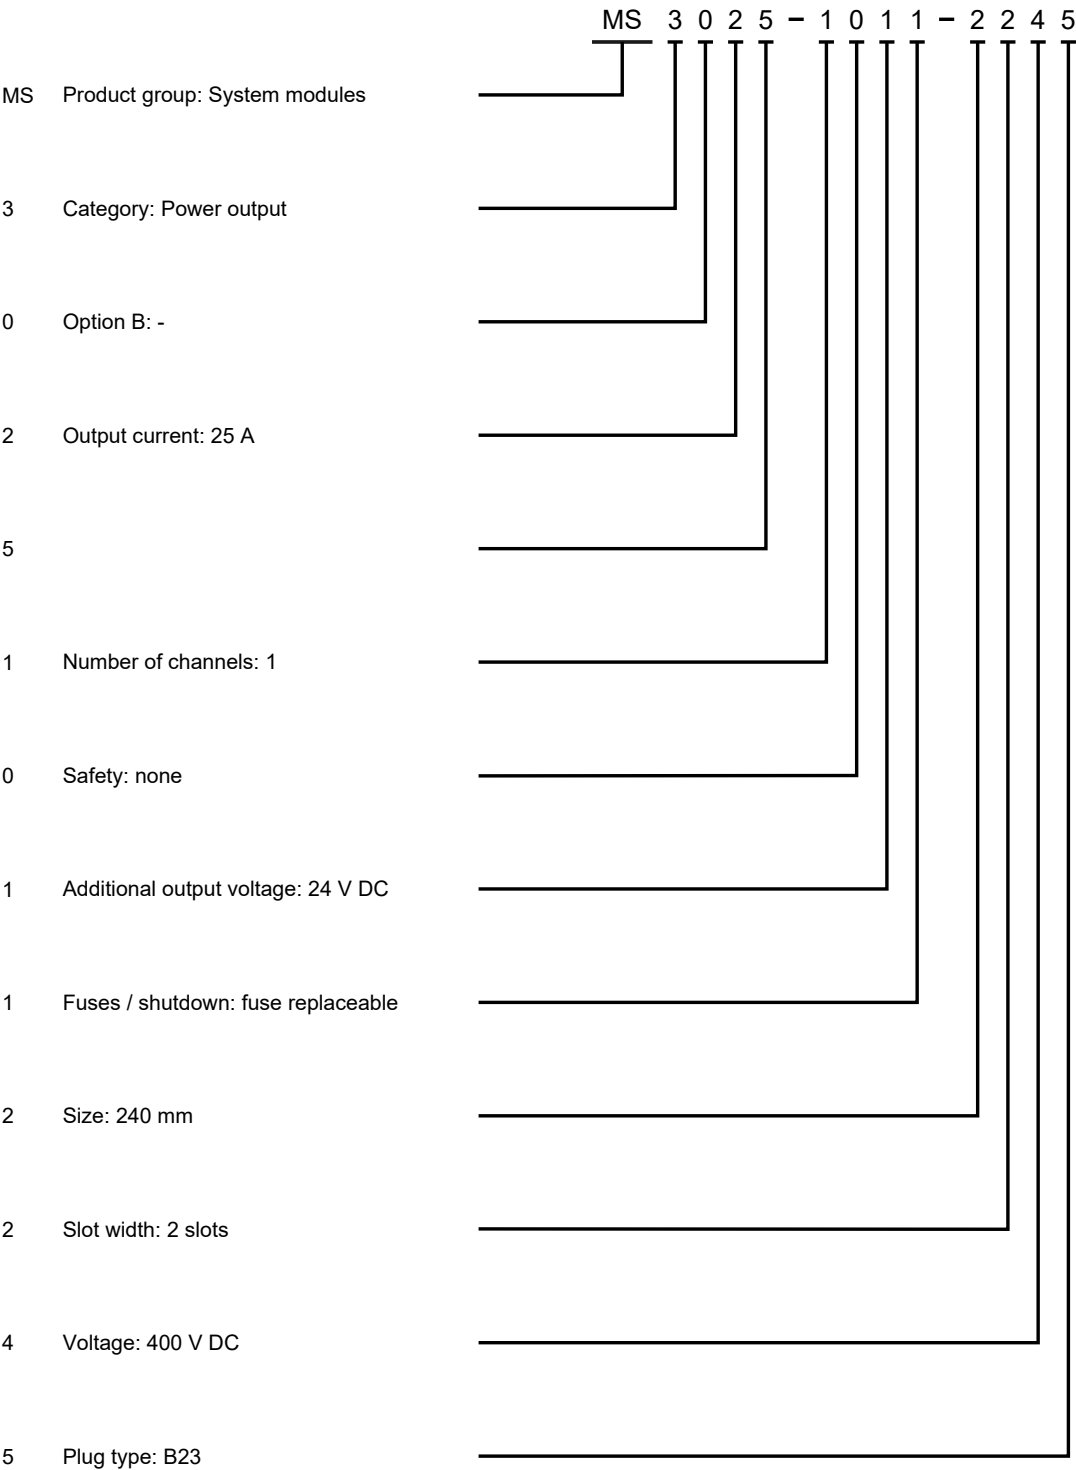 MS 3 0 2 5 – 1 0 1 1 – 2 2 4 5
MS Product group: System modules
3 Category: Power output
0 Option B: -
2 Output current: 25 A
5
1 Number of channels: 1
0 Safety: none
1 Additional output voltage: 24 V DC
1 Fuses / shutdown: fuse replaceable
2 Size: 240 mm
2 Slot width: 2 slots
4 Voltage: 400 V DC
5 Plug type: B23